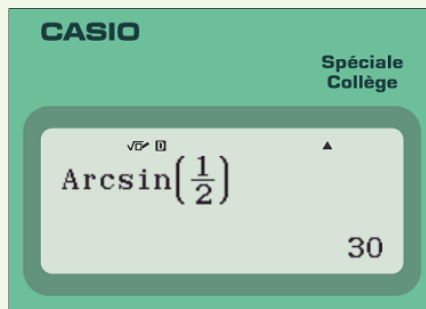 CASIO
Spéciale
Collège
√▱ D ▲
Arcsin(1/2)
30